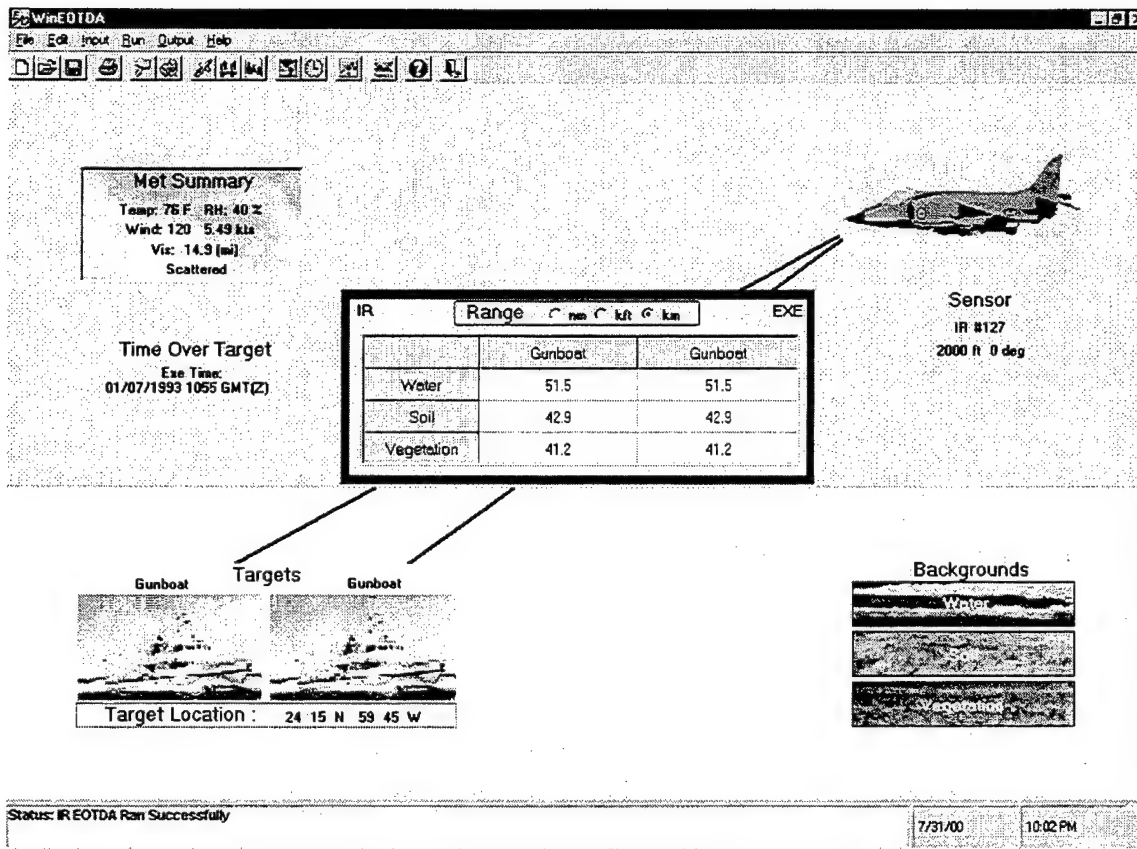 WinEOTDA
File Edit Input Run Output Help
Met Summary
Temp: 76 F RH: 40 %
Wind: 120 5.49 kts
Vis: 14.9 (mi)
Scattered
Time Over Target
Exe Time:
01/07/1993 1055 GMT(Z)
IR Range nm kft km EXE
Gunboat Gunboat
Water 51.5 51.5
Soil 42.9 42.9
Vegetation 41.2 41.2
Sensor
IR #127
2000 ft 0 deg
Targets
Gunboat Gunboat
Target Location : 24 15 N 59 45 W
Backgrounds
Water
Vegetation
Status: IR EOTDA Ran Successfully
7/31/00 10:02 PM